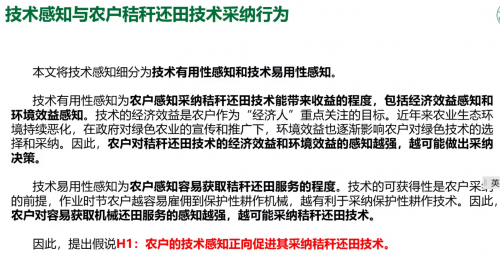 技术感知与农户秸秆还田技术采纳行为
本文将技术感知细分为技术有用性感知和技术易用性感知。
技术有用性感知为农户感知采纳秸秆还田技术能带来收益的程度，包括经济效益感知和
环境效益感知。技术的经济效益是农户作为“经济人”重点关注的目标。近年来农业生态环
境持续恶化，在政府对绿色农业的宣传和推广下，环境效益也逐渐影响农户对绿色技术的选
择和采纳。因此，农户对秸秆还田技术的经济效益和环境效益的感知越强，越可能做出采纳
决策。
技术易用性感知为农户感知容易获取秸秆还田服务的程度。技术的可获得性是农户采
的前提，作业时节农户越容易雇佣到保护性耕作机械，越有利于采纳保护性耕作技术。因此，
农户对容易获取机械还田服务的感知越强，越可能采纳秸秆还田技术。
因此，提出假说H1：农户的技术感知正向促进其采纳秸秆还田技术。
英